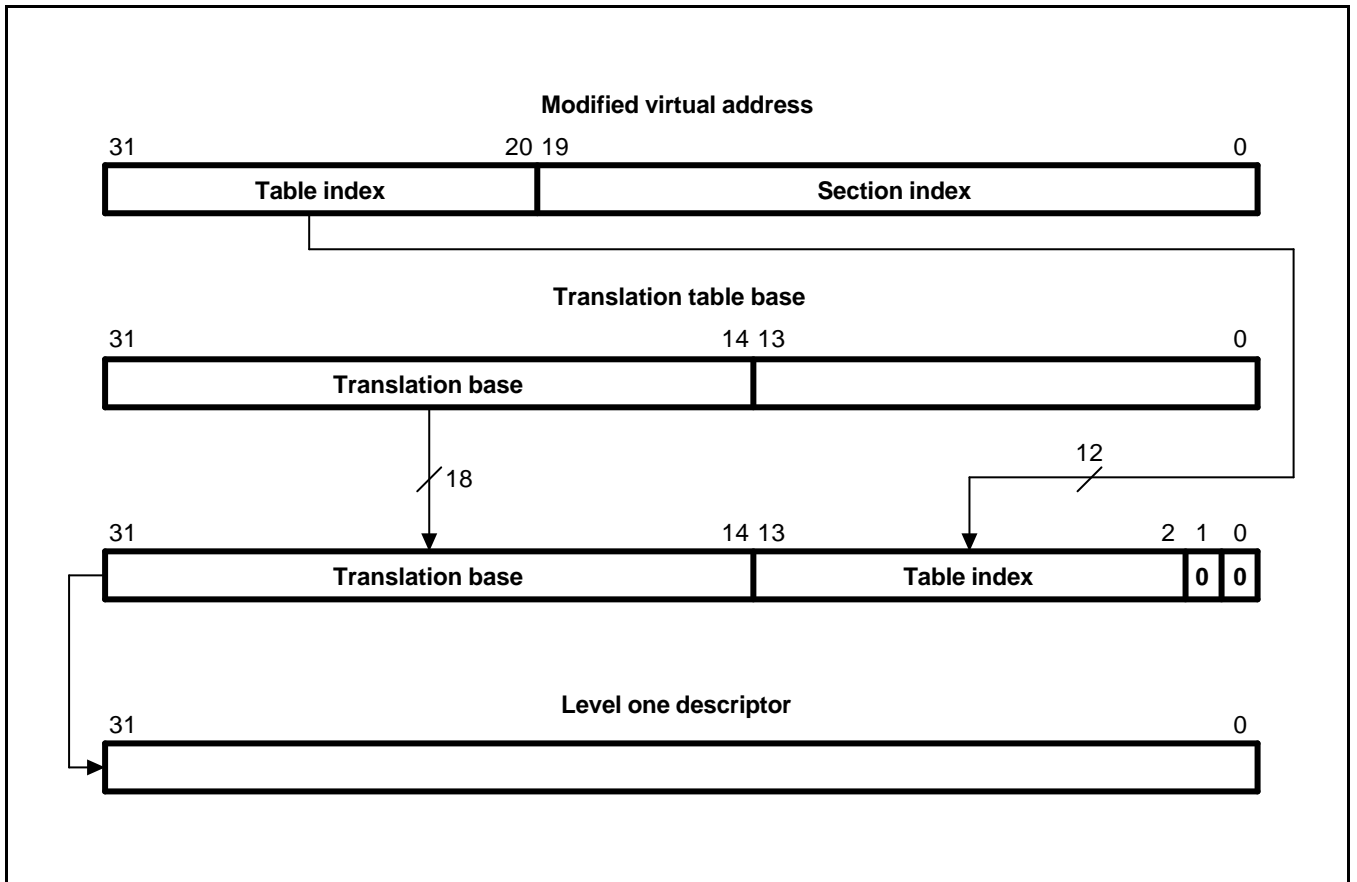 Modified virtual address
31 20 19 0
Table index Section index
Translation table base
31 14 13 0
Translation base
18
12
31 14 13 2 1 0
Translation base Table index 0 0
Level one descriptor
31 0